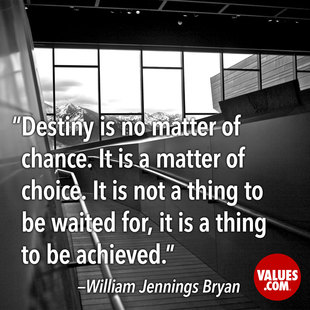 “Destiny is no matter of
chance. It is a matter of
choice. It is not a thing to
be waited for, it is a thing
to be achieved.”
–William Jennings Bryan
VALUES
.COM®